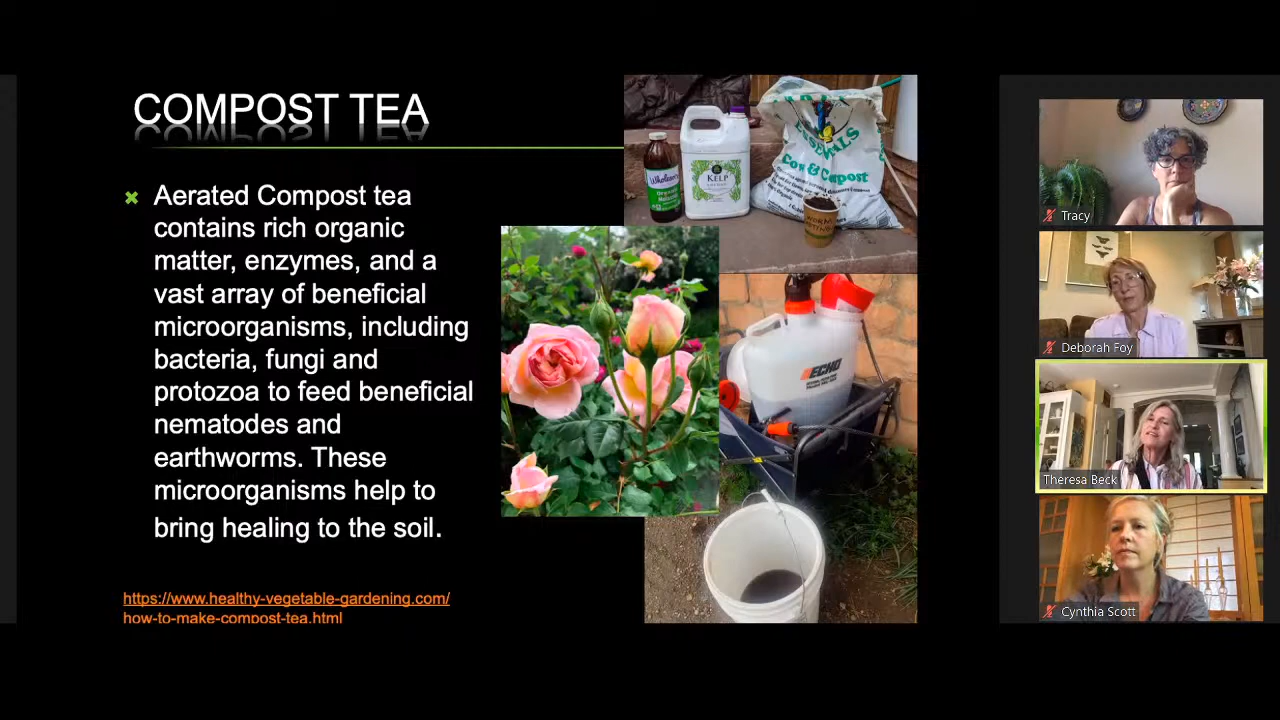 COMPOST TEA
Aerated Compost tea
contains rich organic
matter, enzymes, and a
vast array of beneficial
microorganisms, including
bacteria, fungi and
protozoa to feed beneficial
nematodes and
earthworms. These
microorganisms help to
bring healing to the soil.
https://www.healthy-vegetable-gardening.com/
how-to-make-compost-tea.html
KELP
Cow & Compost
WORM
ECHO
Tracy
Deborah Foy
Theresa Beck
Cynthia Scott